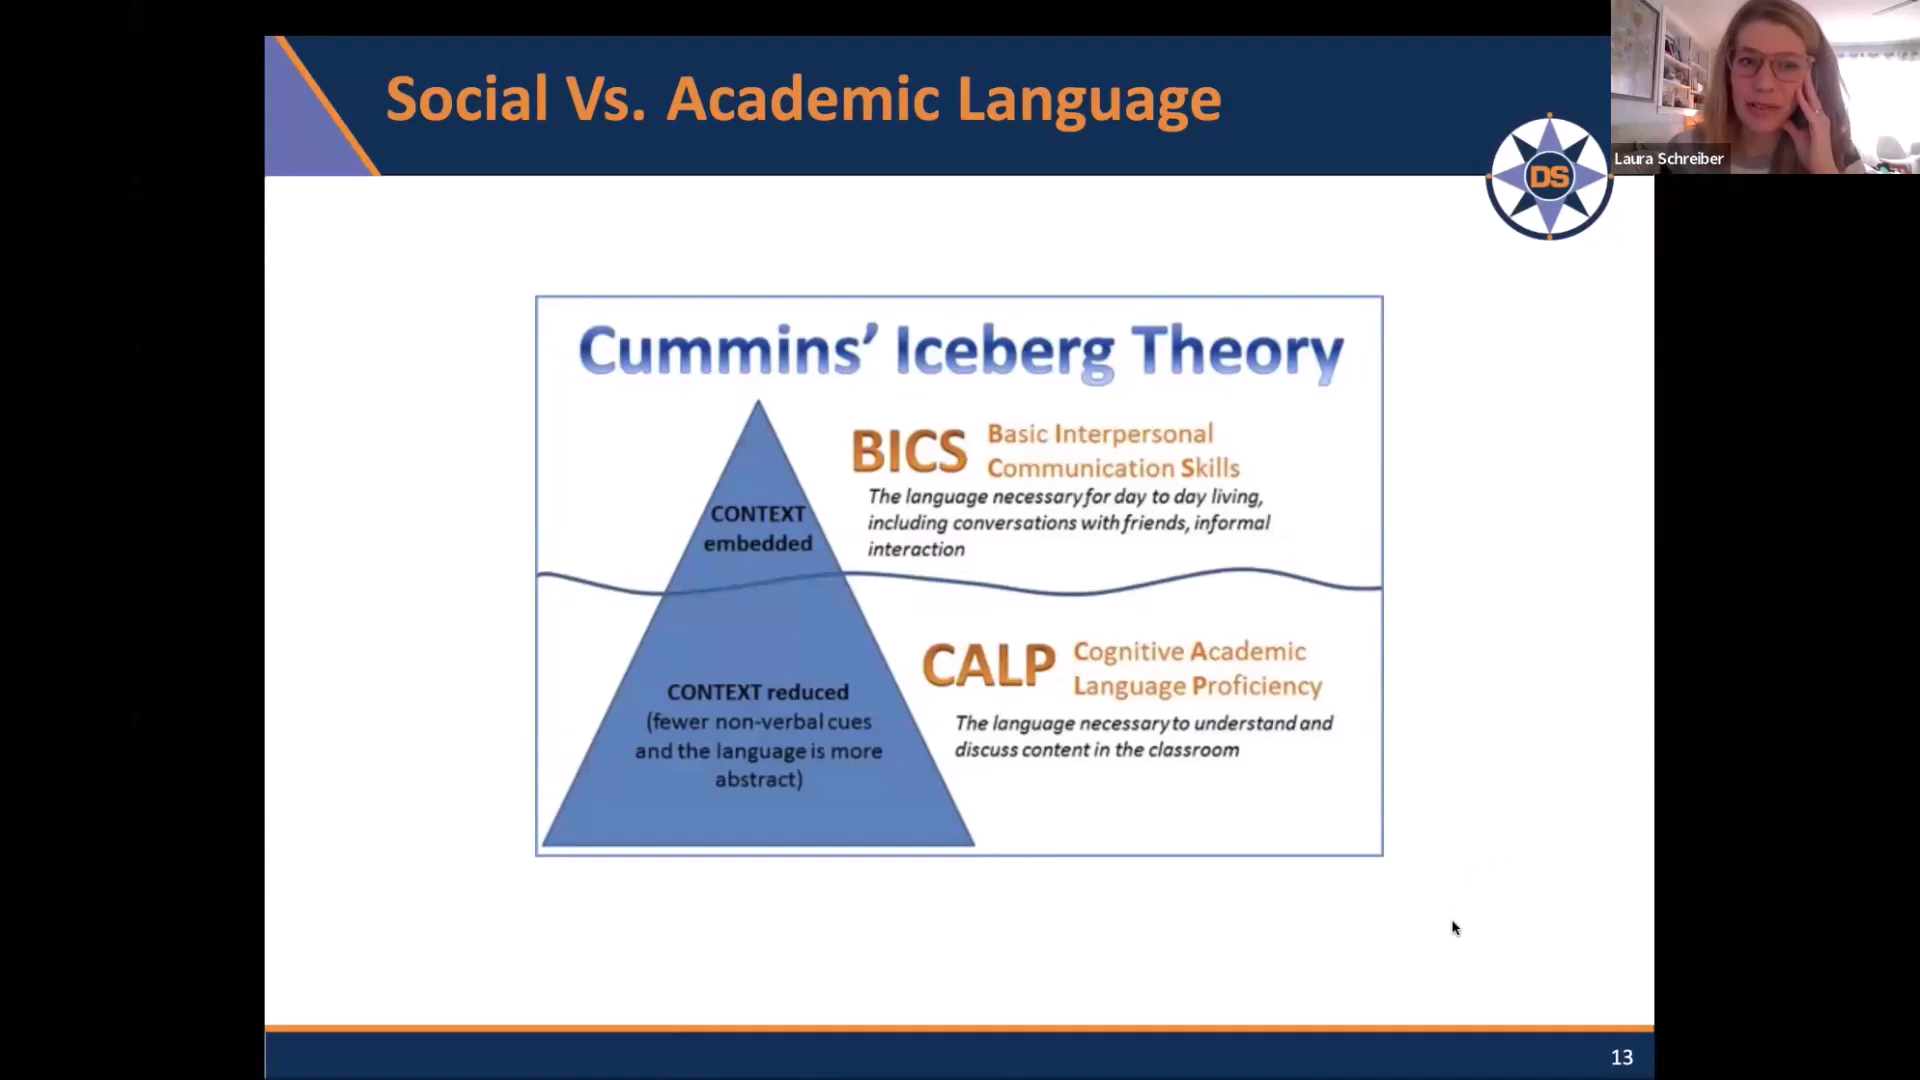 Social Vs. Academic Language
Laura Schreiber
DS
Cummins’ Iceberg Theory
BICS
Basic Interpersonal
Communication Skills
The language necessary for day to day living,
including conversations with friends, informal
interaction
CONTEXT
embedded
CALP
Cognitive Academic
Language Proficiency
The language necessary to understand and
discuss content in the classroom
CONTEXT reduced
(fewer non-verbal cues
and the language is more
abstract)
13